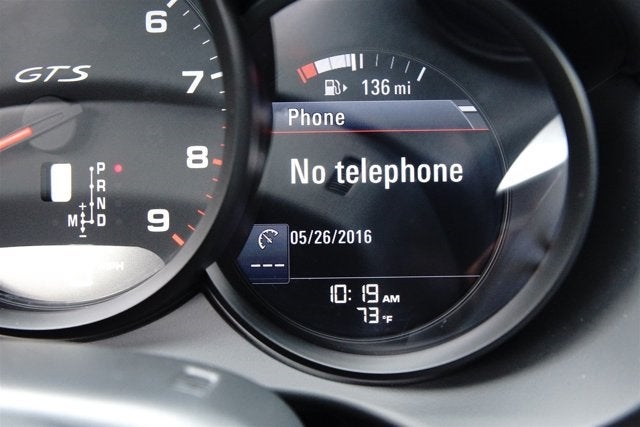 6
GTS
7
8
9
P
R
N
M D
+
-
136 mi
Phone
No telephone
05/26/2016
---
10:19 AM
73 °F